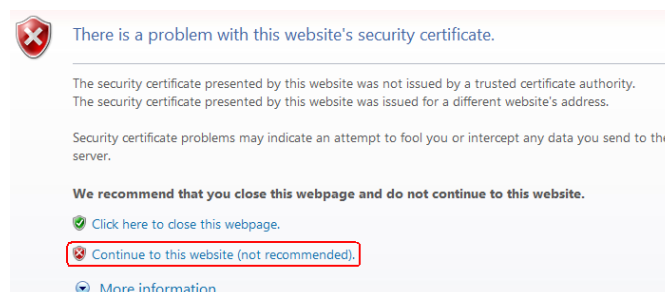 There is a problem with this website's security certificate.
The security certificate presented by this website was not issued by a trusted certificate authority.
The security certificate presented by this website was issued for a different website's address.
Security certificate problems may indicate an attempt to fool you or intercept any data you send to the
server.
We recommend that you close this webpage and do not continue to this website.
Click here to close this webpage.
Continue to this website (not recommended).
More information